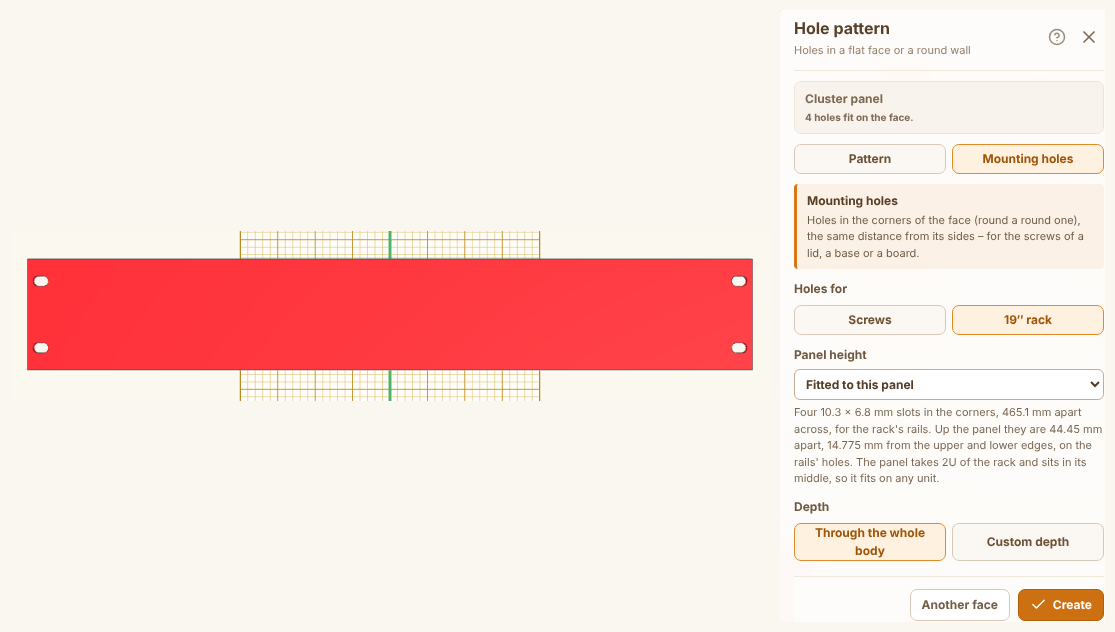 Hole pattern
Holes in a flat face or a round wall
Cluster panel
4 holes fit on the face.
Pattern
Mounting holes
Mounting holes
Holes in the corners of the face (round a round one),
the same distance from its sides – for the screws of a
lid, a base or a board.
Holes for
Screws
19″ rack
Panel height
Fitted to this panel
Four 10.3 × 6.8 mm slots in the corners, 465.1 mm apart
across, for the rack's rails. Up the panel they are 44.45 mm
apart, 14.775 mm from the upper and lower edges, on the
rails' holes. The panel takes 2U of the rack and sits in its
middle, so it fits on any unit.
Depth
Through the whole
body
Custom depth
Another face
Create